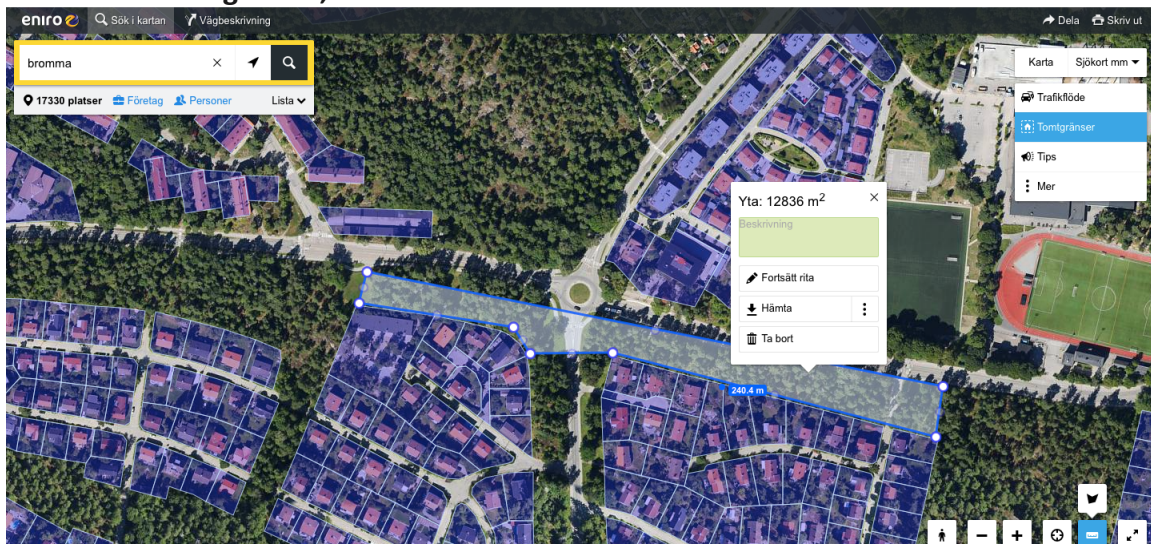 eniro Sök i kartan Vägbeskrivning Dela Skriv ut
bromma
17330 platser Företag Personer Lista
Karta Sjökort mm
Trafikflöde
Tomtgränser
Tips
Mer
Yta: 12836 m²
Beskrivning
Fortsätt rita
Hämta
Ta bort
240.4 m